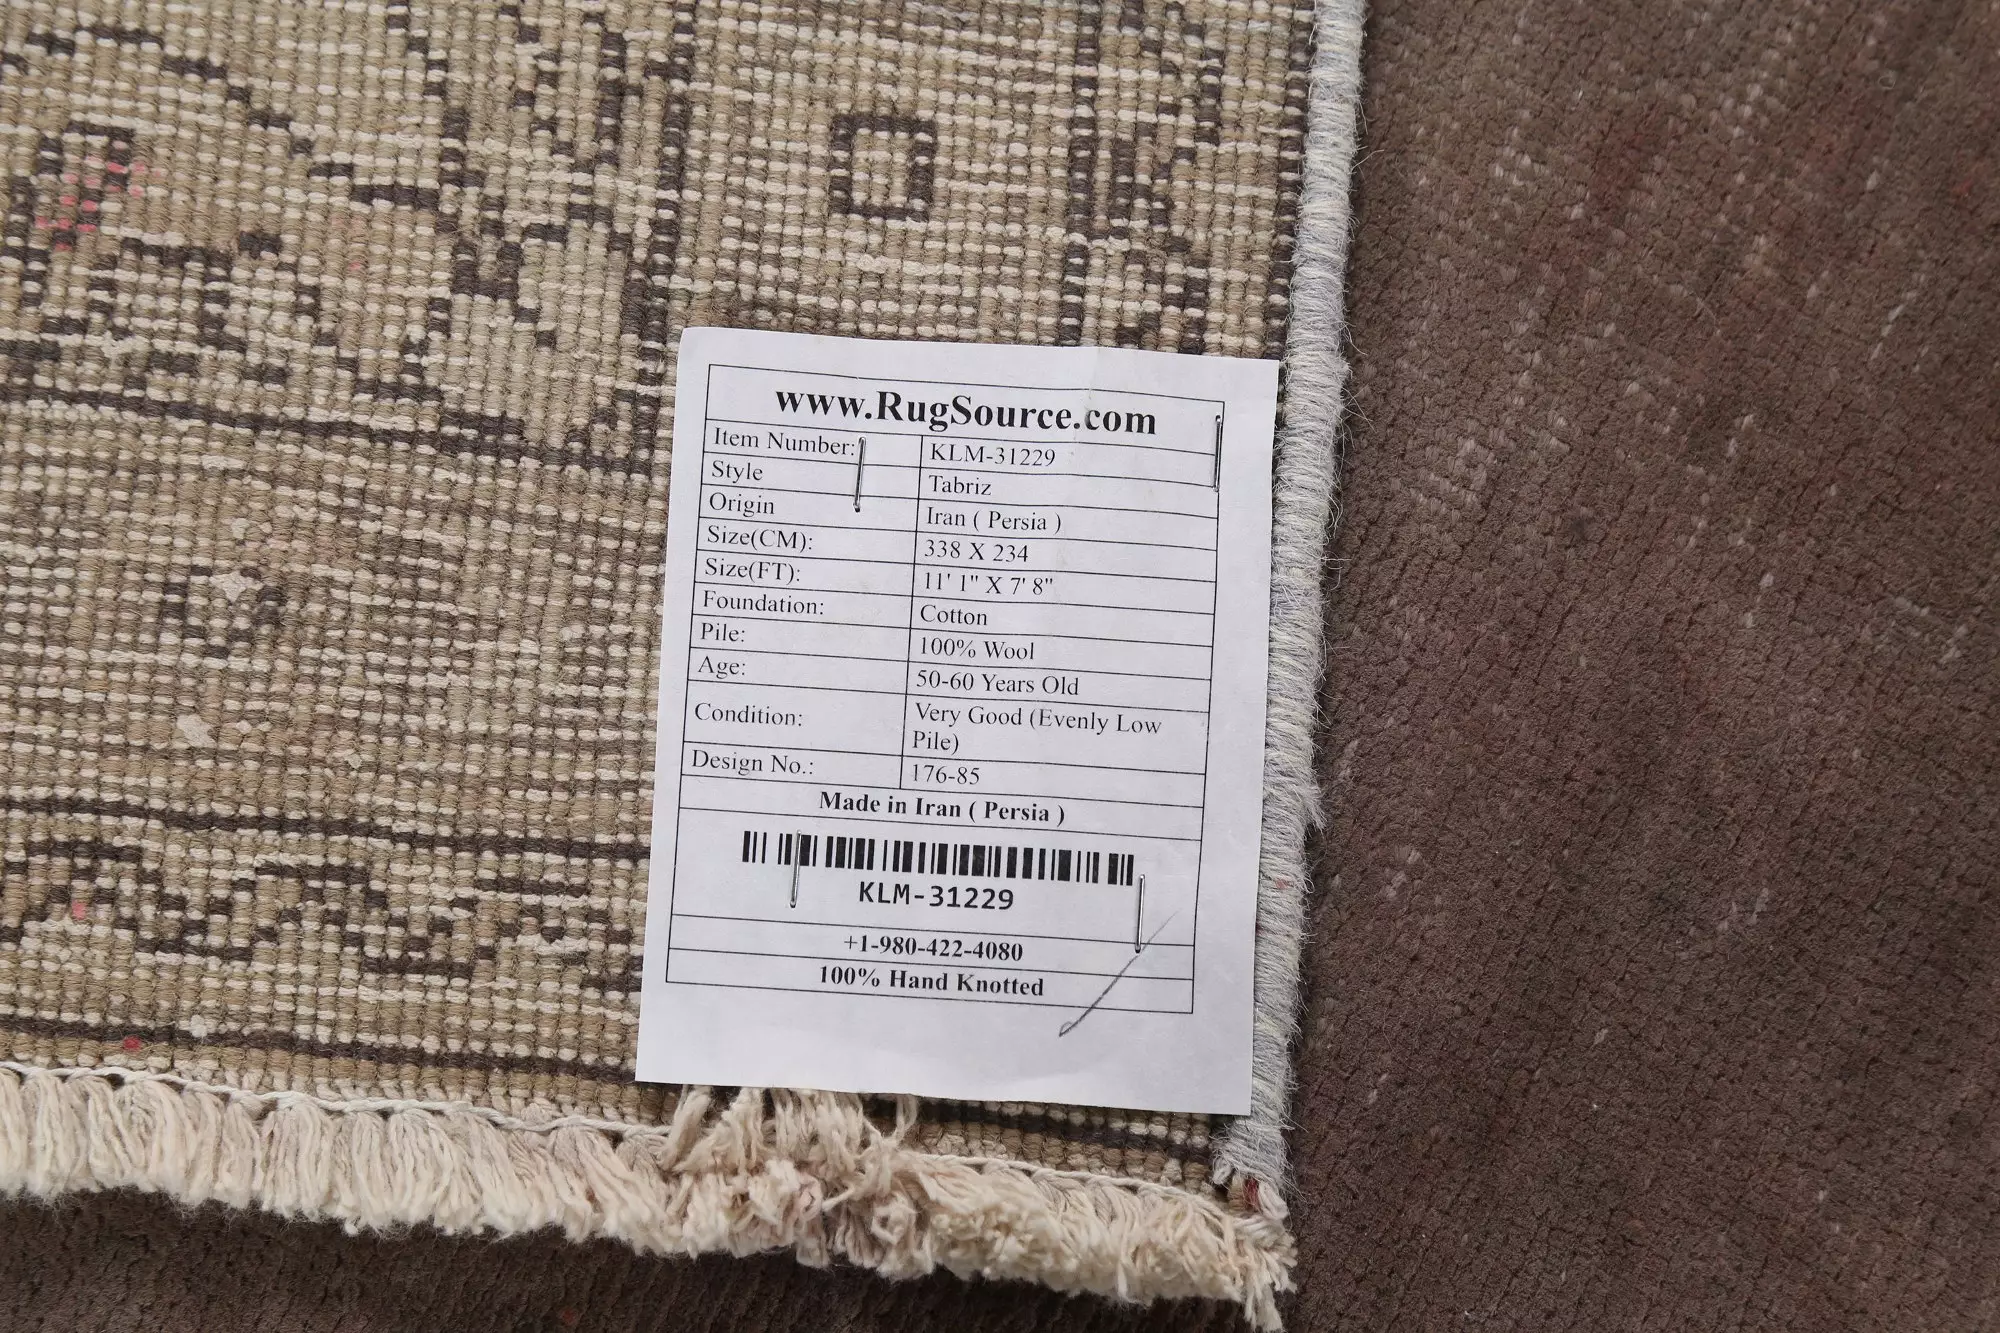 www.RugSource.com
Item Number: KLM-31229
Style Tabriz
Origin Iran ( Persia )
Size(CM): 338 X 234
Size(FT): 11' 1" X 7' 8"
Foundation: Cotton
Pile: 100% Wool
Age: 50-60 Years Old
Condition: Very Good (Evenly Low
Pile)
Design No.: 176-85
Made in Iran ( Persia )
KLM-31229
+1-980-422-4080
100% Hand Knotted